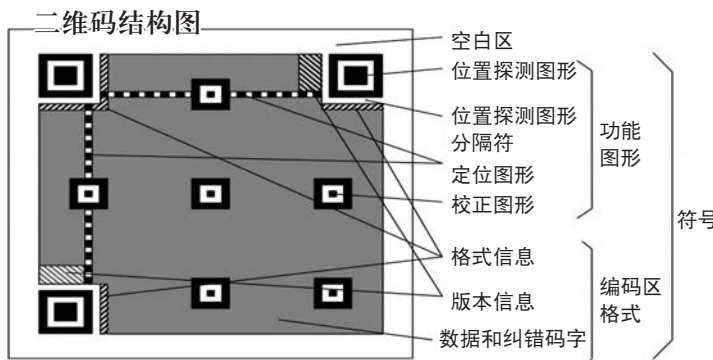 二维码结构图
空白区
位置探测图形
位置探测图形
分隔符
定位图形
校正图形
格式信息
版本信息
数据和纠错码字
功能
图形
编码区
格式
符号